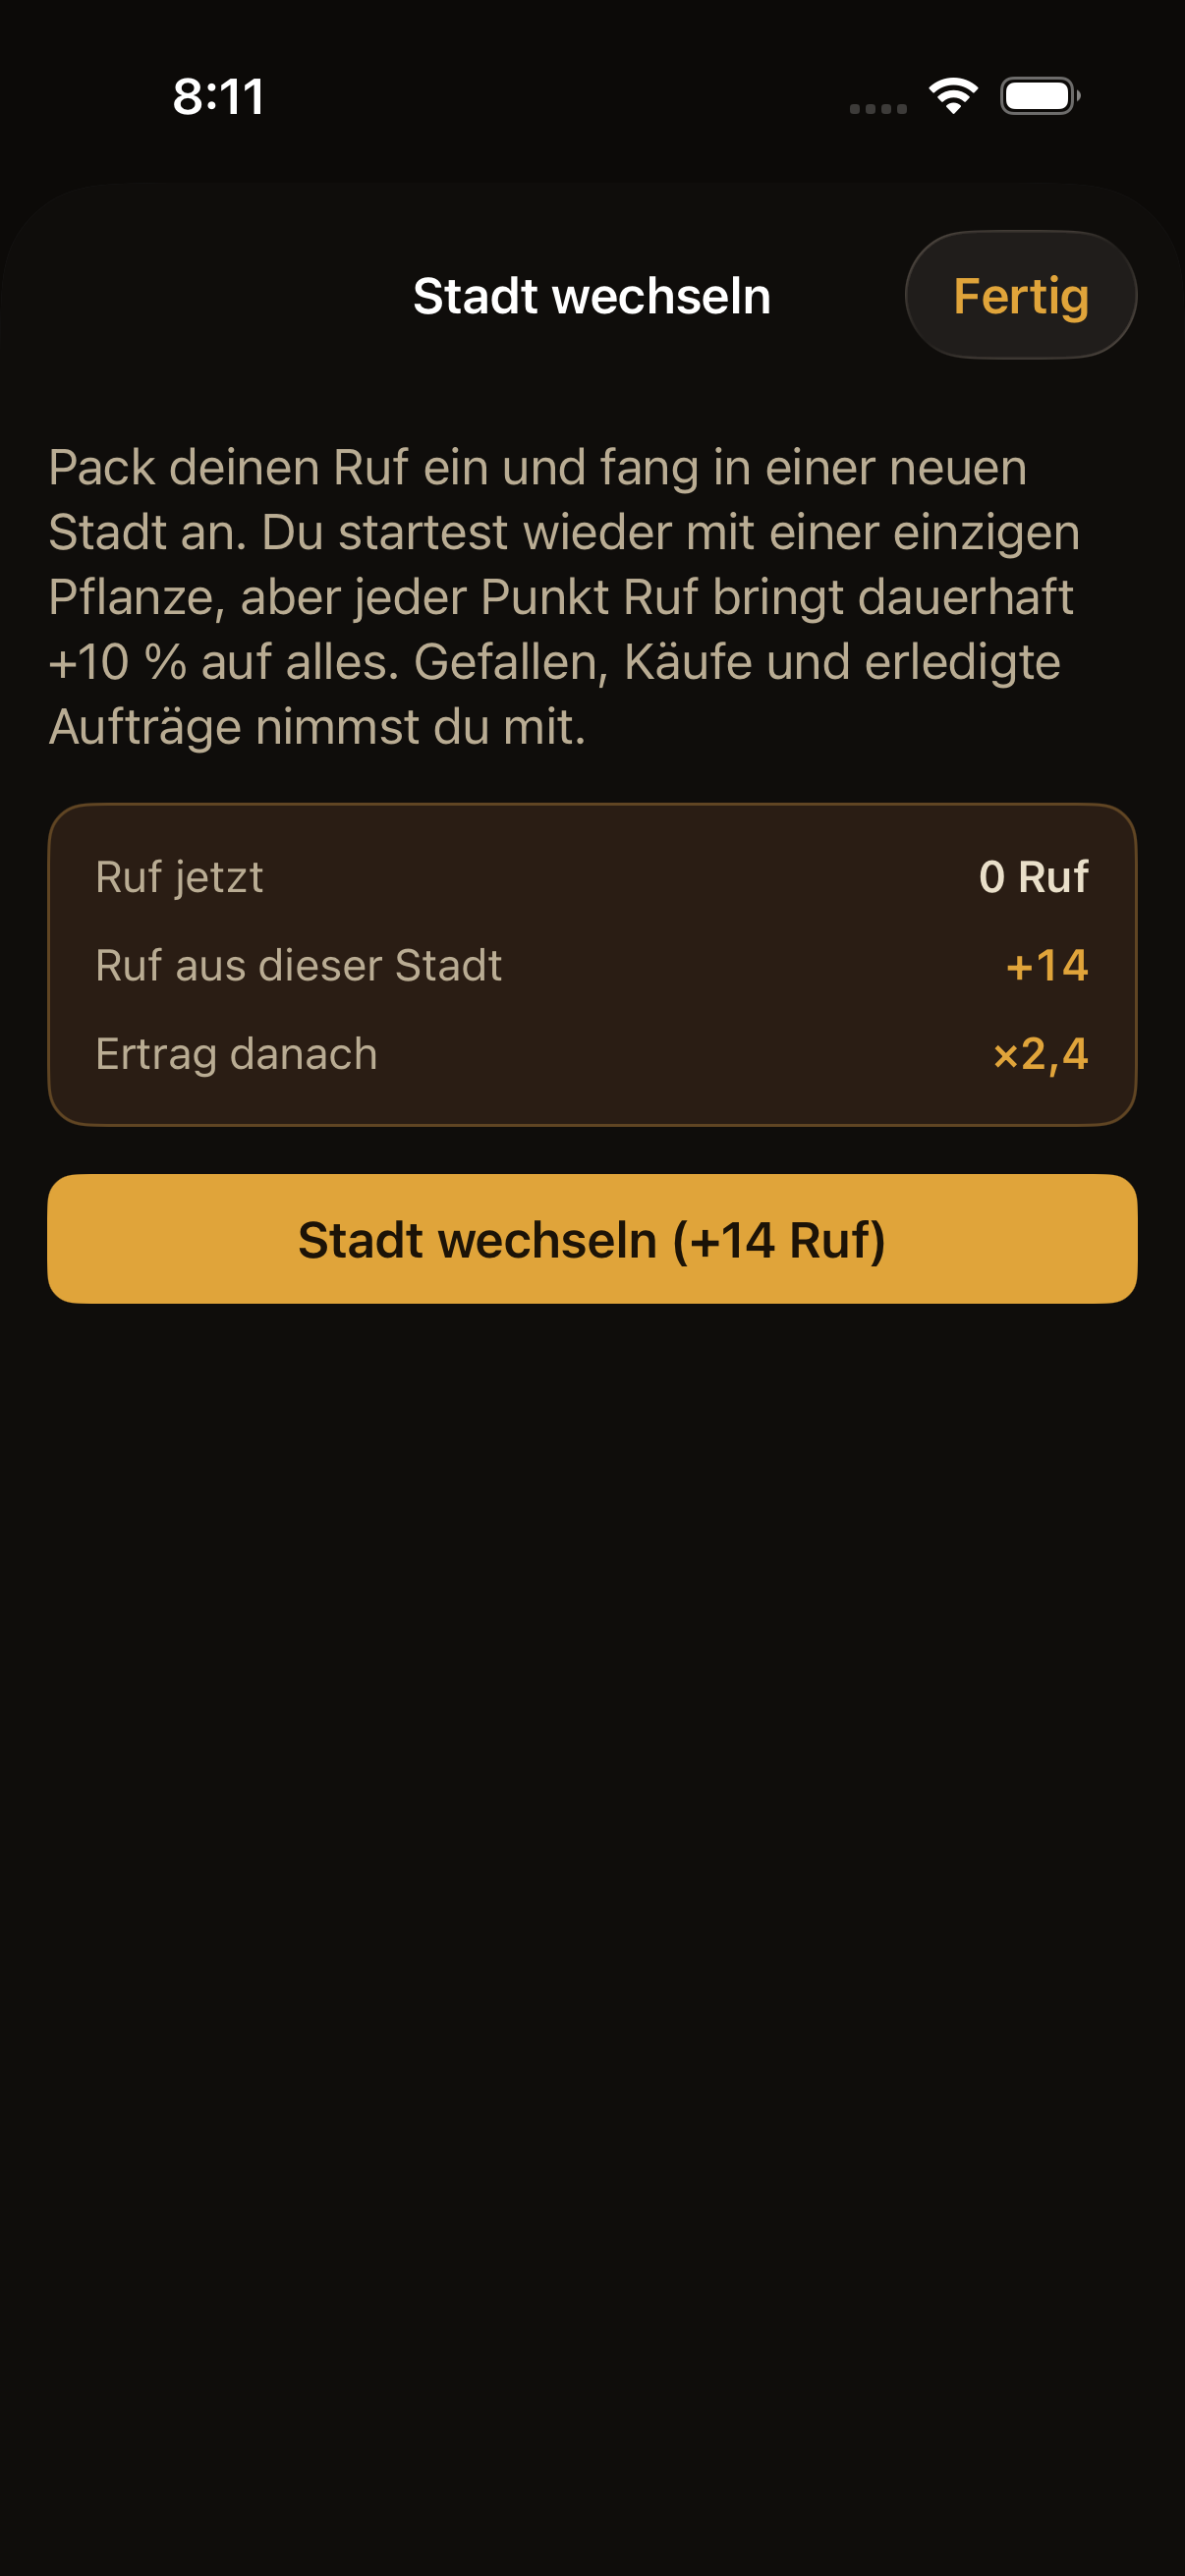 8:11
Stadt wechseln
Fertig
Pack deinen Ruf ein und fang in einer neuen
Stadt an. Du startest wieder mit einer einzigen
Pflanze, aber jeder Punkt Ruf bringt dauerhaft
+10 % auf alles. Gefallen, Käufe und erledigte
Aufträge nimmst du mit.
Ruf jetzt 0 Ruf
Ruf aus dieser Stadt +14
Ertrag danach ×2,4
Stadt wechseln (+14 Ruf)